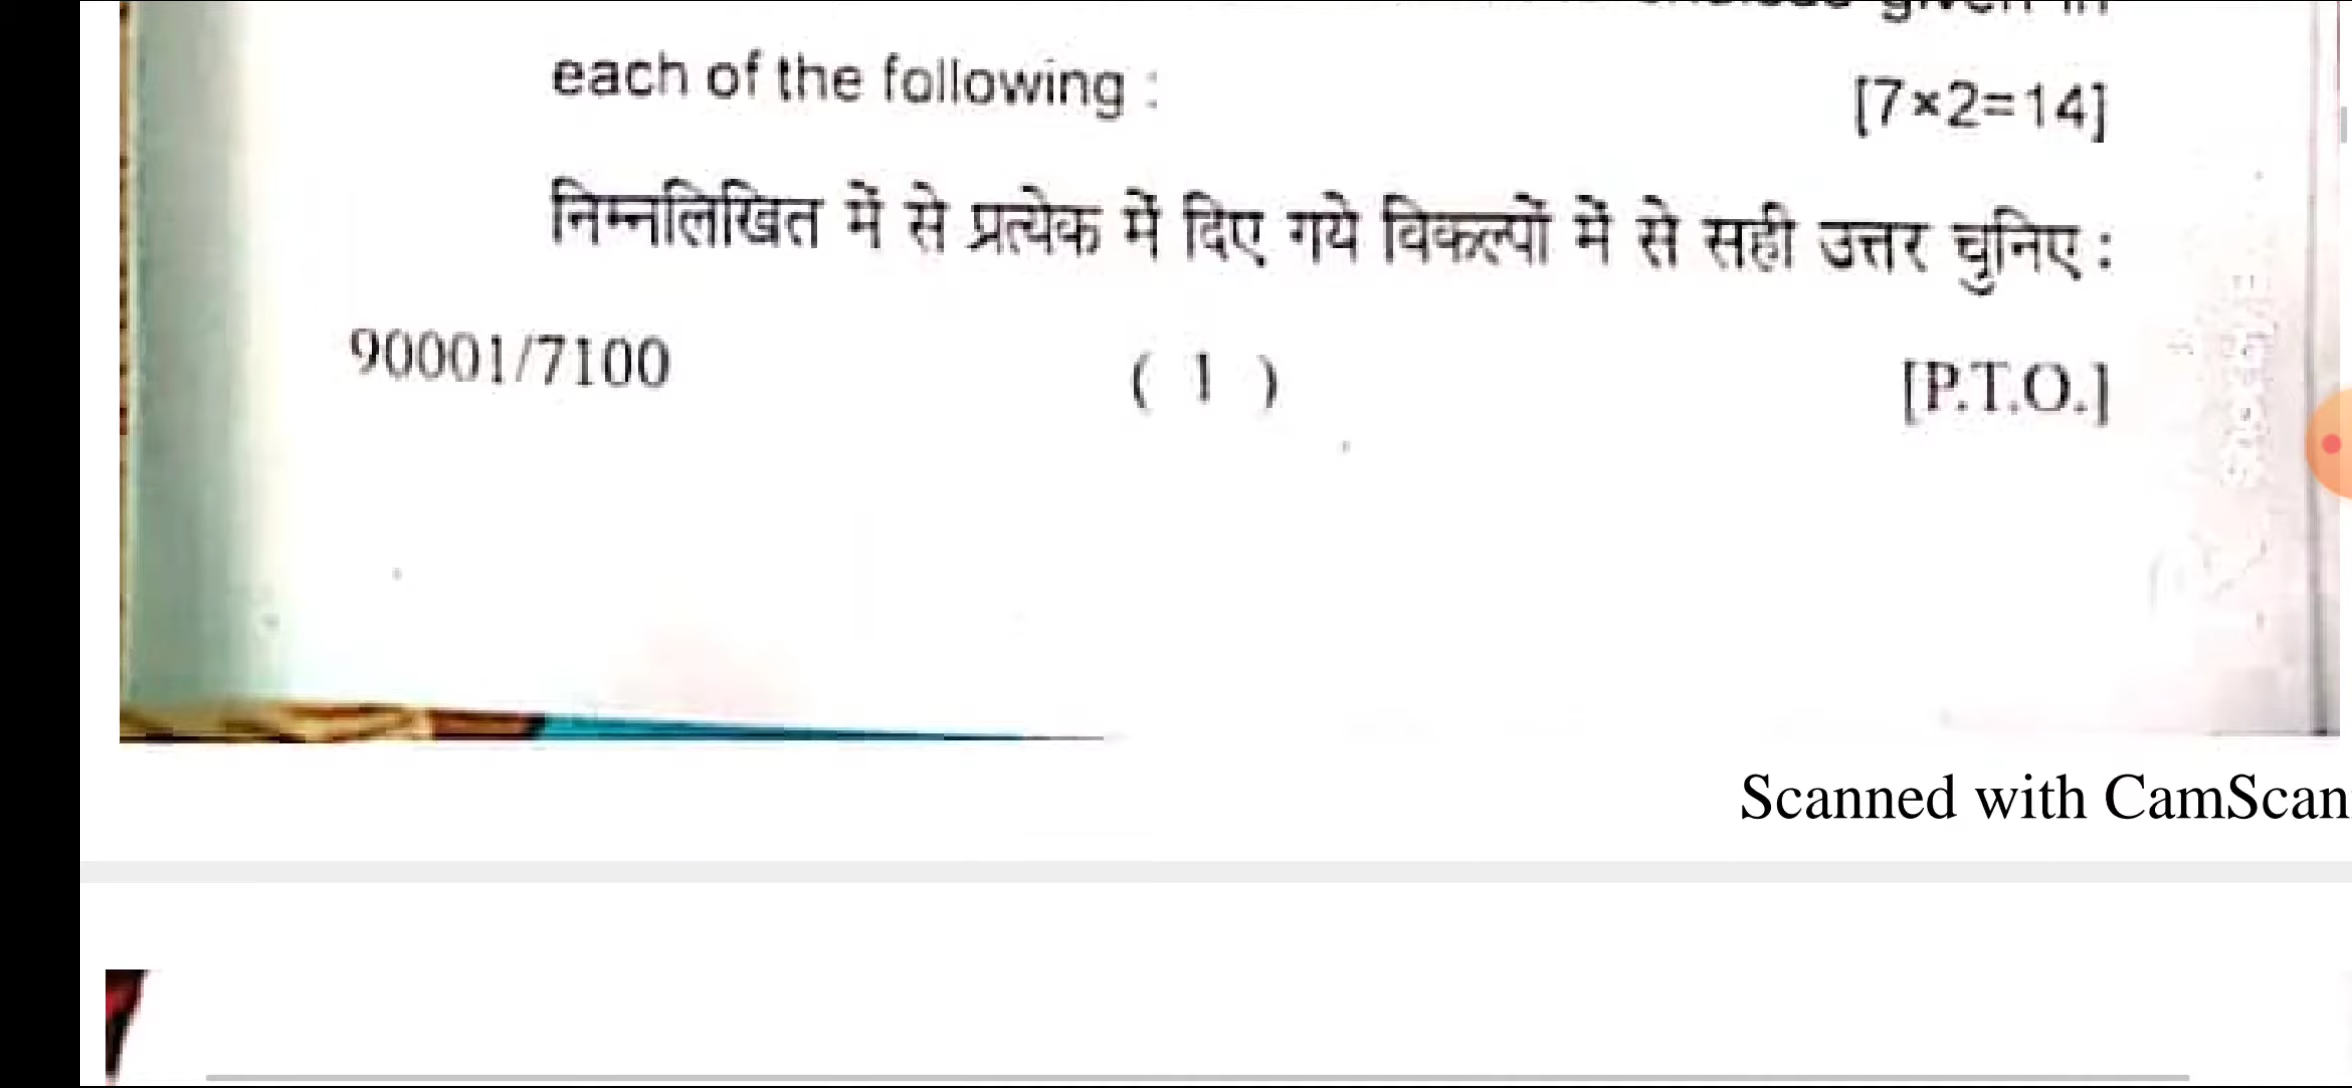 each of the following :
[7×2=14]
निम्नलिखित में से प्रत्येक में दिए गये विकल्पों में से सही उत्तर चुनिए :
90001/7100 ( 1 ) [P.T.O.]
Scanned with CamScan